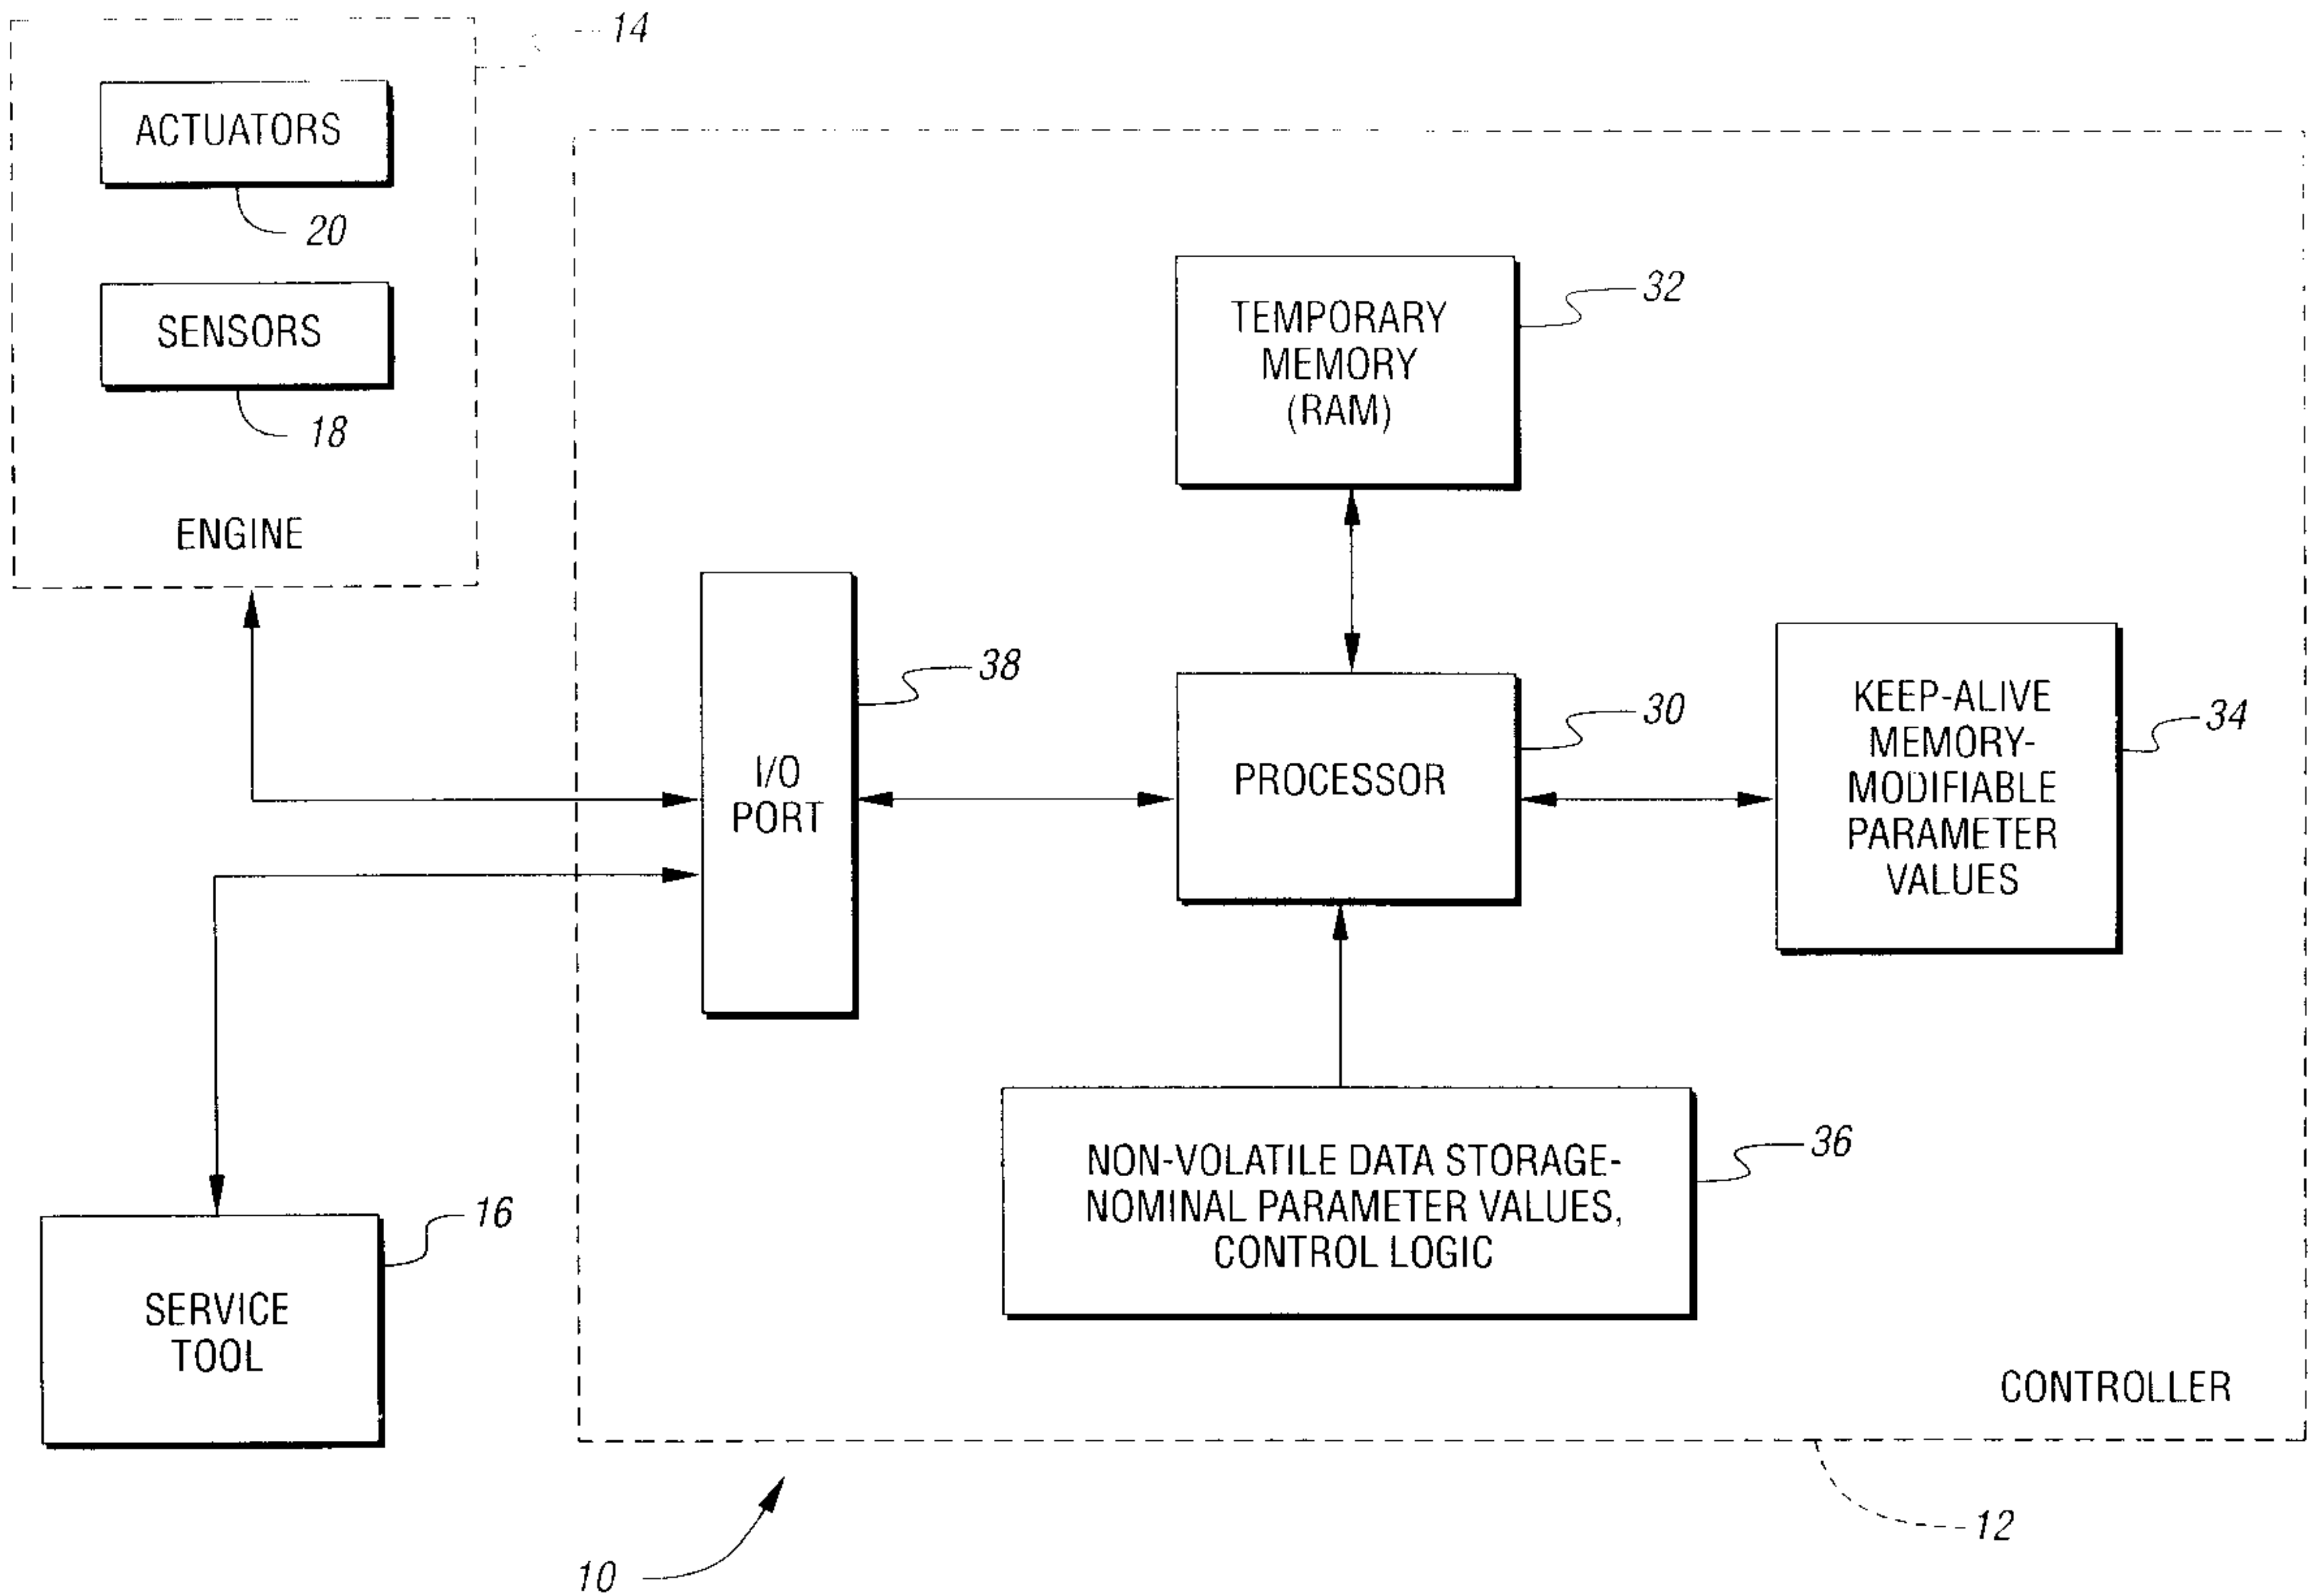 14
ACTUATORS
20
SENSORS
18
ENGINE
TEMPORARY
MEMORY
(RAM)
32
38
I/O
PORT
PROCESSOR
30
KEEP-ALIVE
MEMORY-
MODIFIABLE
PARAMETER
VALUES
34
NON-VOLATILE DATA STORAGE-
NOMINAL PARAMETER VALUES,
CONTROL LOGIC
36
SERVICE
TOOL
16
CONTROLLER
12
10